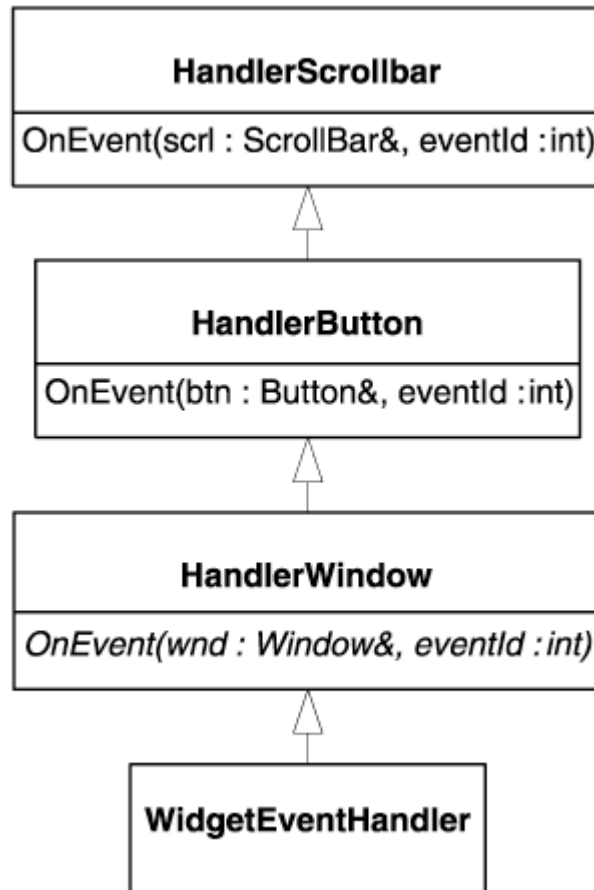 HandlerScrollbar
OnEvent(scrl : ScrollBar&, eventId :int)
HandlerButton
OnEvent(btn : Button&, eventId :int)
HandlerWindow
OnEvent(wnd : Window&, eventId :int)
WidgetEventHandler